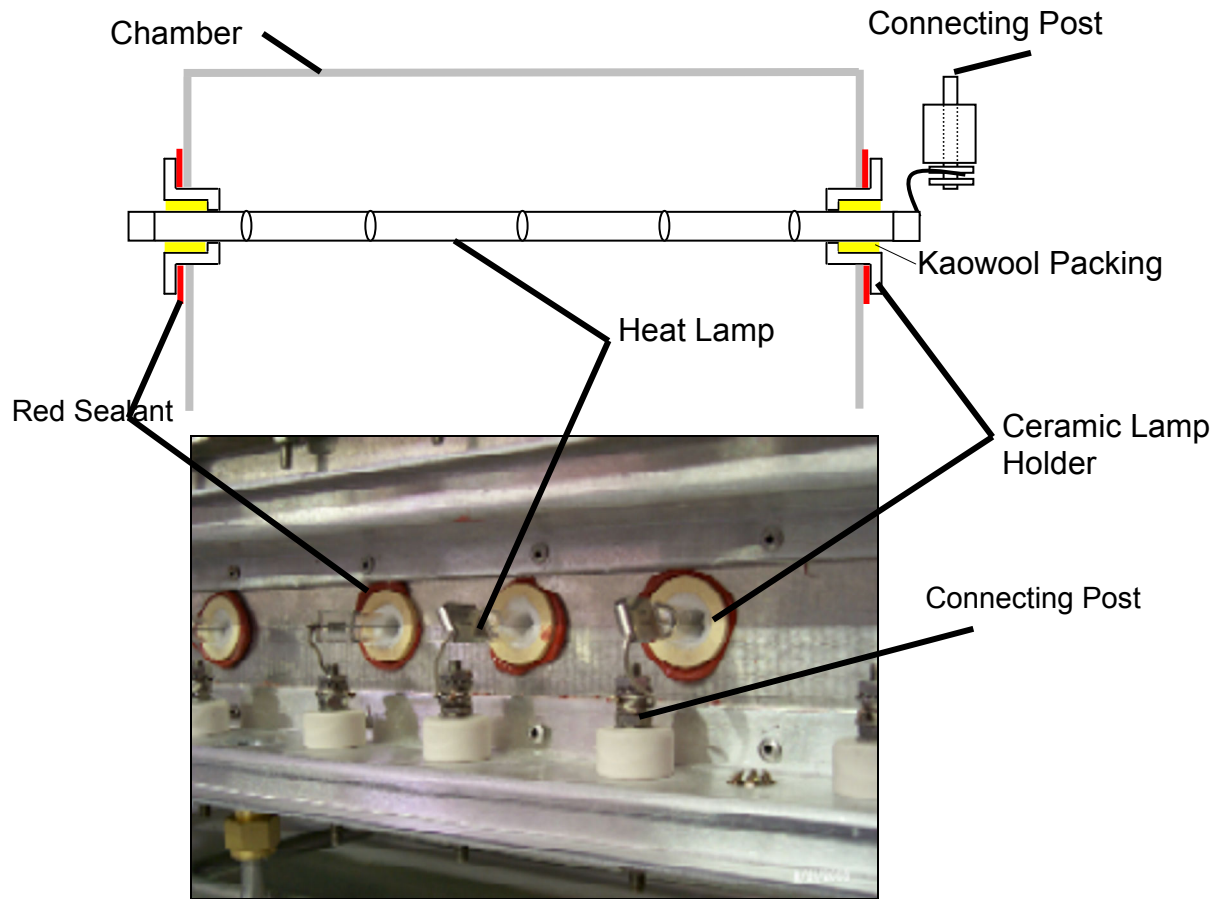 Chamber
Connecting Post
Kaowool Packing
Heat Lamp
Red Sealant
Ceramic Lamp
Holder
Connecting Post